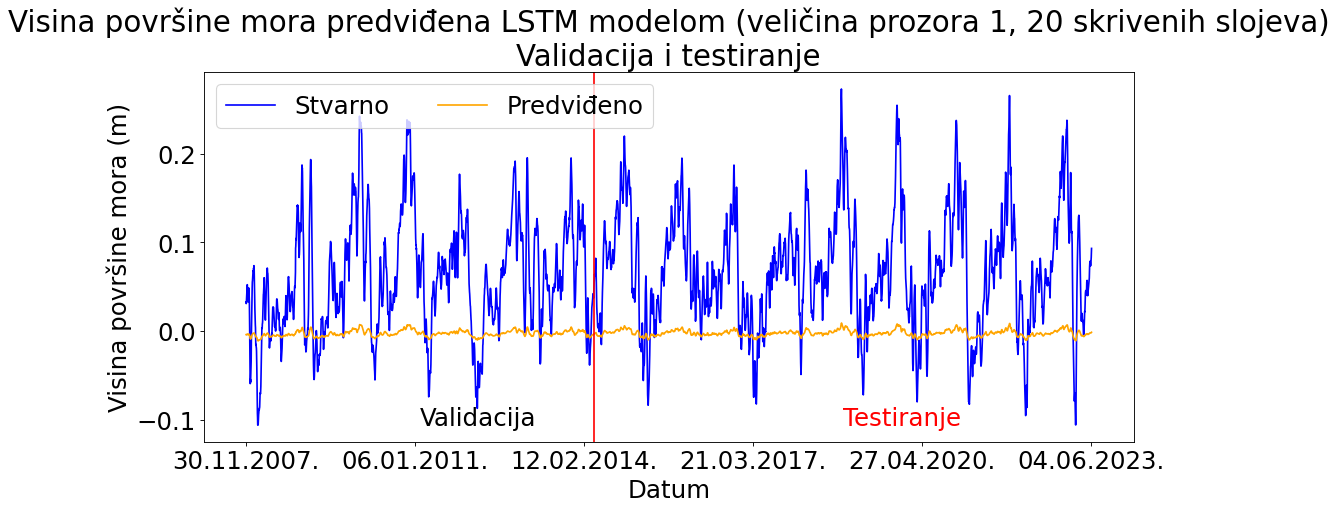 Visina površine mora predviđena LSTM modelom (veličina prozora 1, 20 skrivenih slojeva)
Validacija i testiranje
Stvarno
Predviđeno
Visina površine mora (m)
0.2
0.1
0.0
−0.1
Validacija
Testiranje
30.11.2007.
06.01.2011.
12.02.2014.
21.03.2017.
27.04.2020.
04.06.2023.
Datum